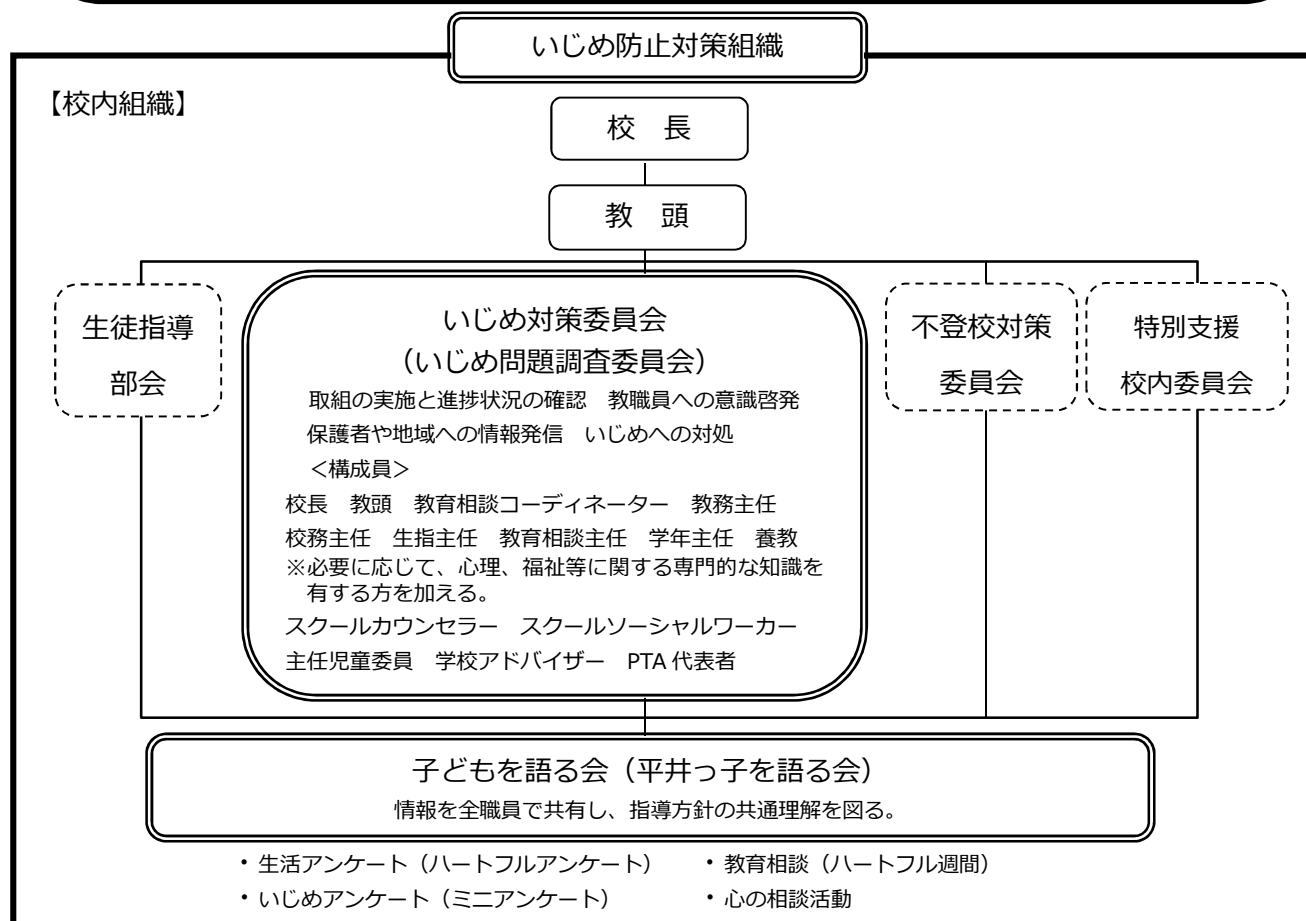 いじめ防止対策組織
【校内組織】
校　長
教　頭
生徒指導
部会
いじめ対策委員会
（いじめ問題調査委員会）
取組の実施と進捗状況の確認　教職員への意識啓発
保護者や地域への情報発信　いじめへの対処
＜構成員＞
校長　教頭　教育相談コーディネーター　教務主任
校務主任　生指主任　教育相談主任　学年主任　養教
※必要に応じて、心理、福祉等に関する専門的な知識を
有する方を加える。
スクールカウンセラー　スクールソーシャルワーカー
主任児童委員　学校アドバイザー　PTA 代表者
不登校対策
委員会
特別支援
校内委員会
子どもを語る会（平井っ子を語る会）
情報を全職員で共有し、指導方針の共通理解を図る。
・生活アンケート（ハートフルアンケート）　・教育相談（ハートフル週間）
・いじめアンケート（ミニアンケート）　・心の相談活動